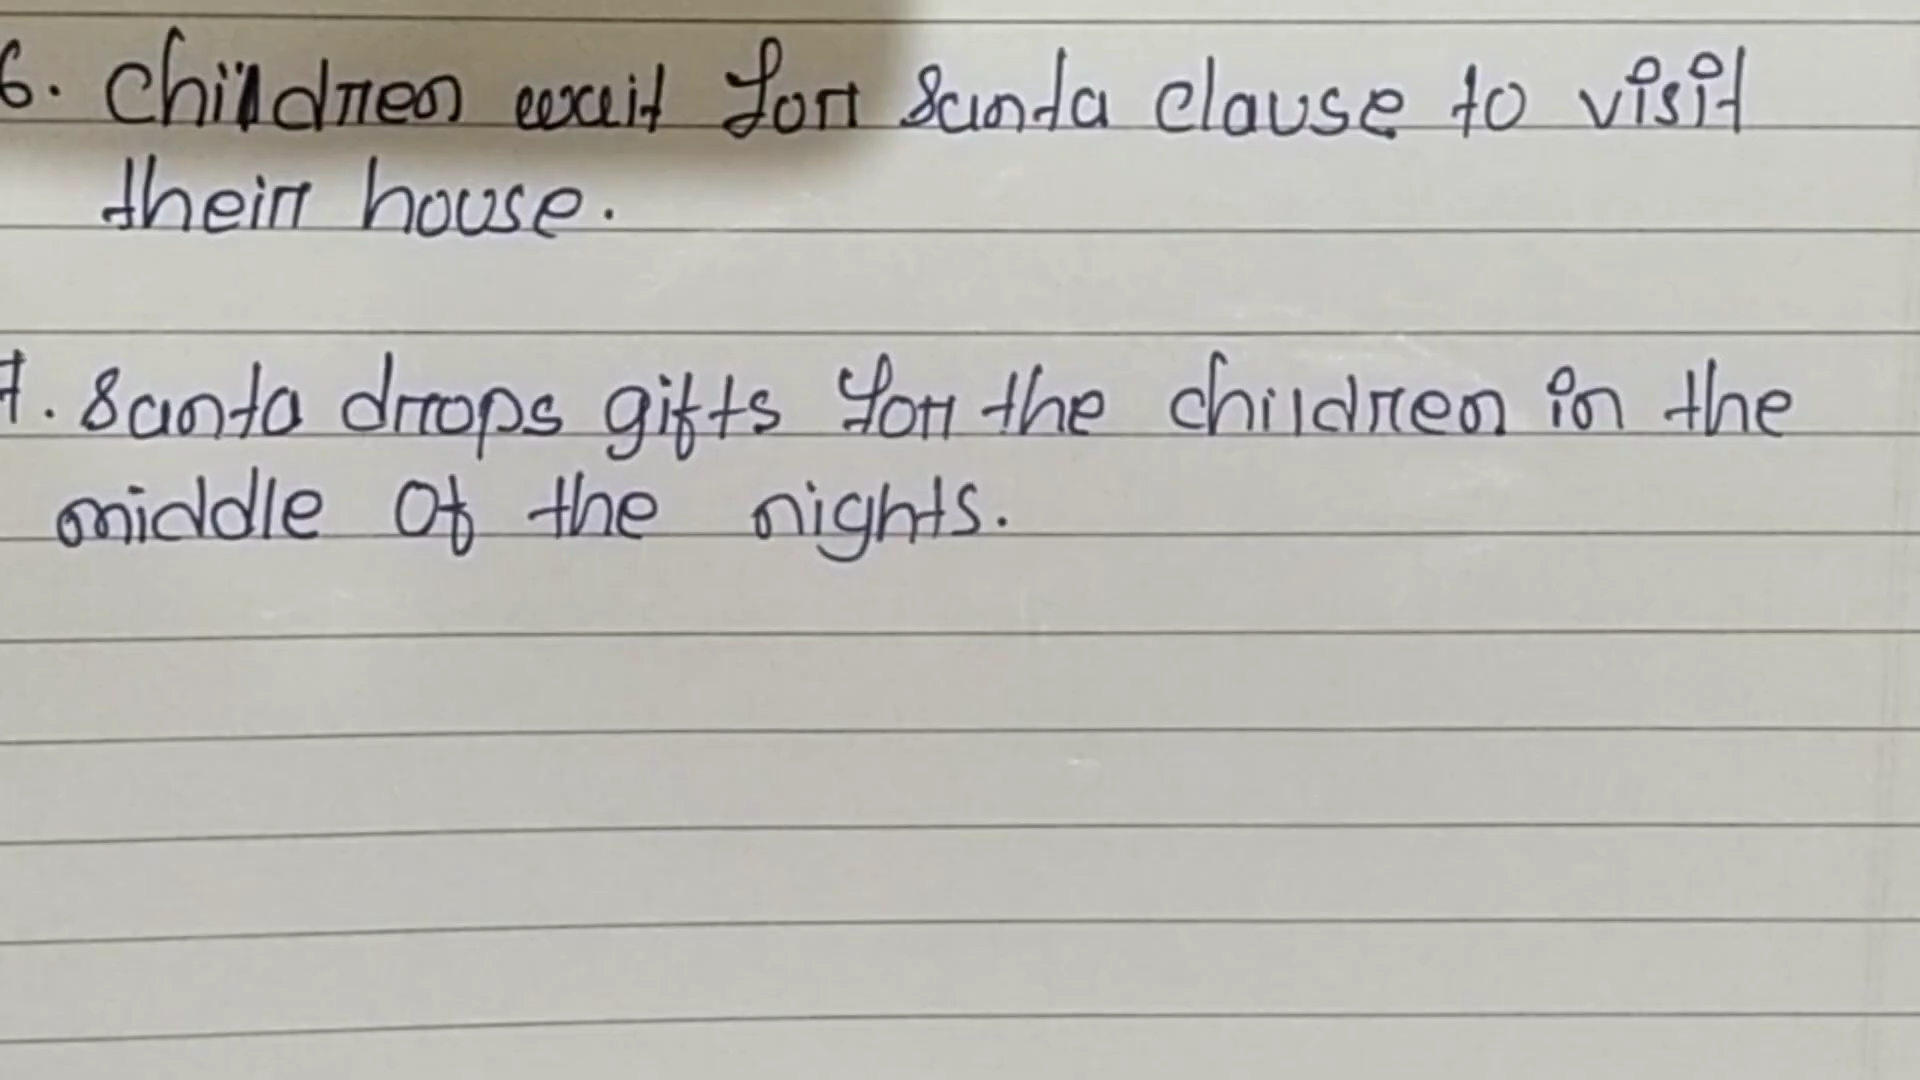 6. Children wait for Santa clause to visit
their house.
7. Santa drops gifts for the children in the
middle of the nights.